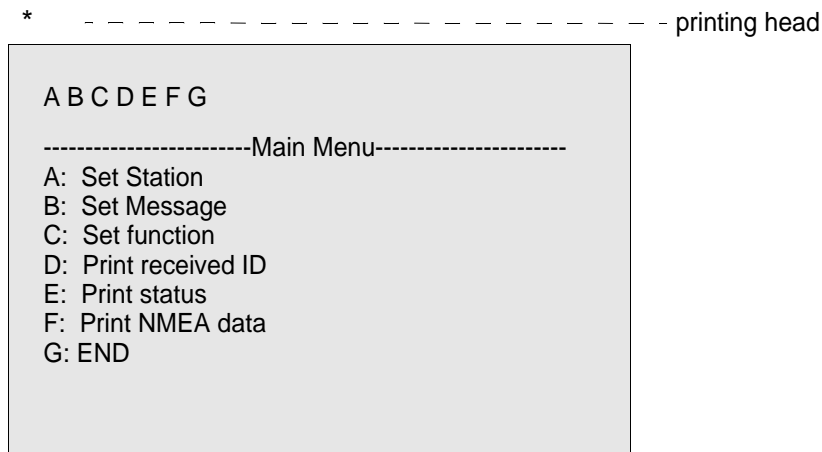 * - - - - - - - - - - - - - - - - - - printing head
A B C D E F G
-------------------------Main Menu-----------------------
A: Set Station
B: Set Message
C: Set function
D: Print received ID
E: Print status
F: Print NMEA data
G: END